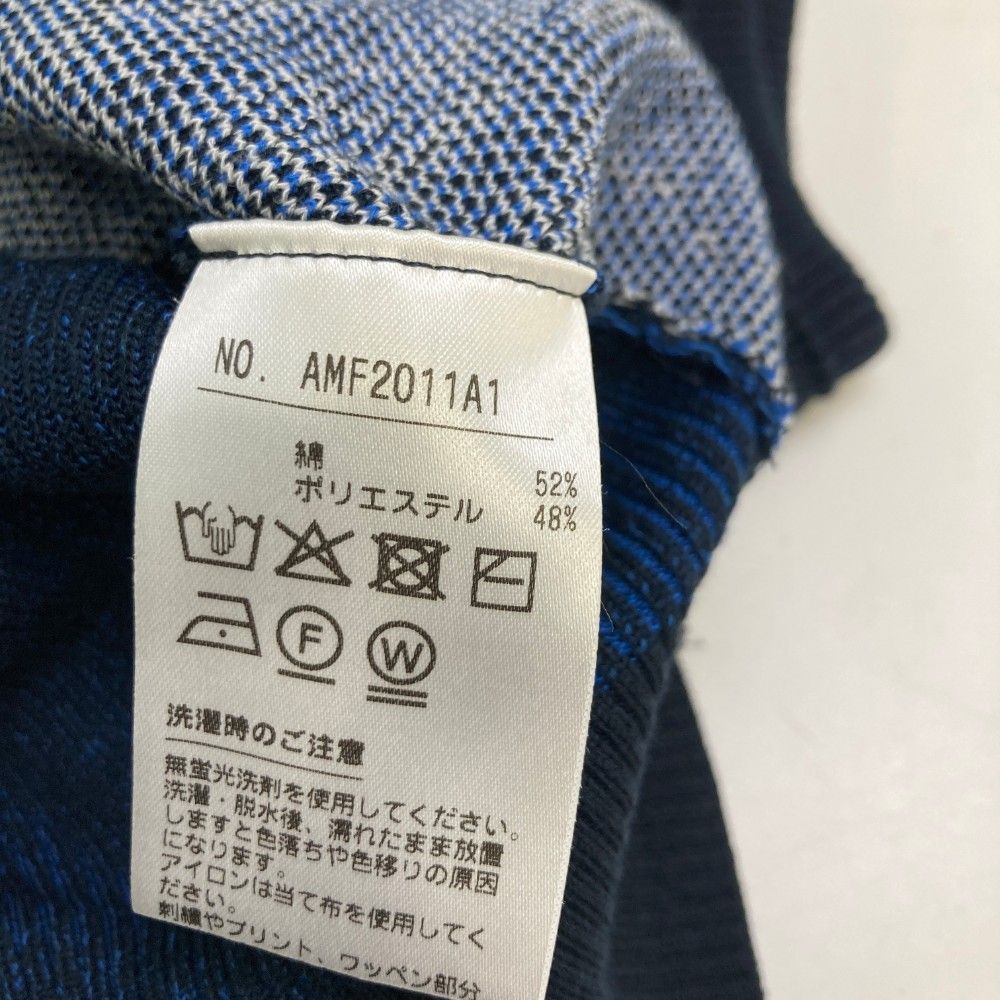 NO. AMF2011A1
綿 52%
ポリエステル 48%
F W
洗濯時のご注意
無蛍光洗剤を使用してください。
洗濯・脱水後、濡れたまま放置
しますと色落ちや色移りの原因
になります。
アイロンは当て布を使用してく
ださい。
刺繍やプリント、ワッペン部分